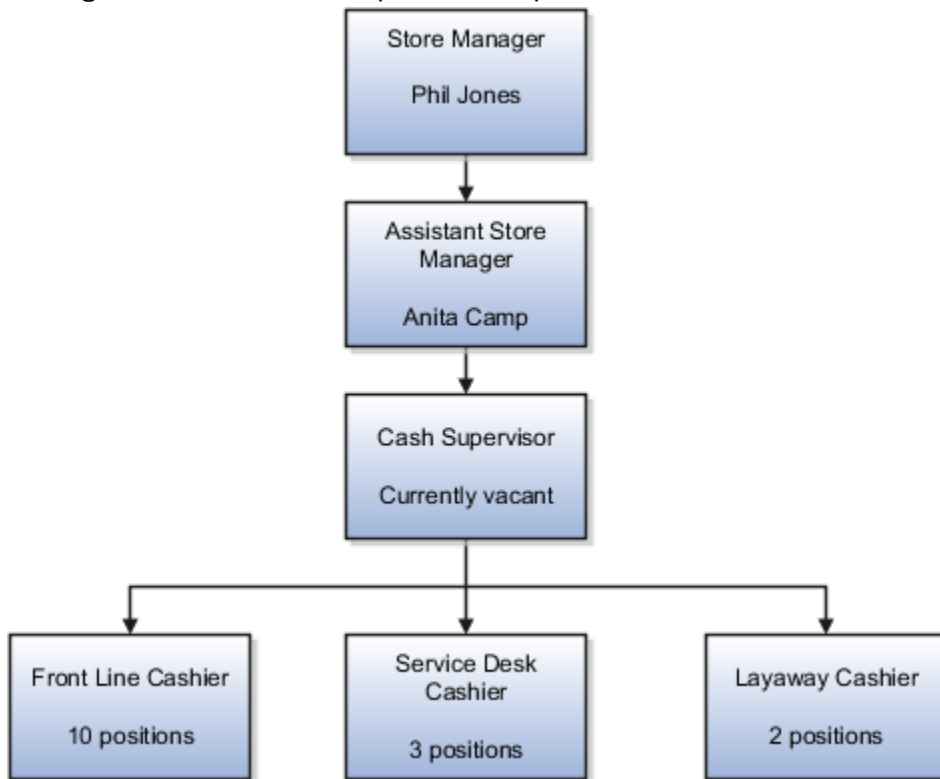 Store Manager
Phil Jones
Assistant Store
Manager
Anita Camp
Cash Supervisor
Currently vacant
Front Line Cashier
10 positions
Service Desk
Cashier
3 positions
Layaway Cashier
2 positions